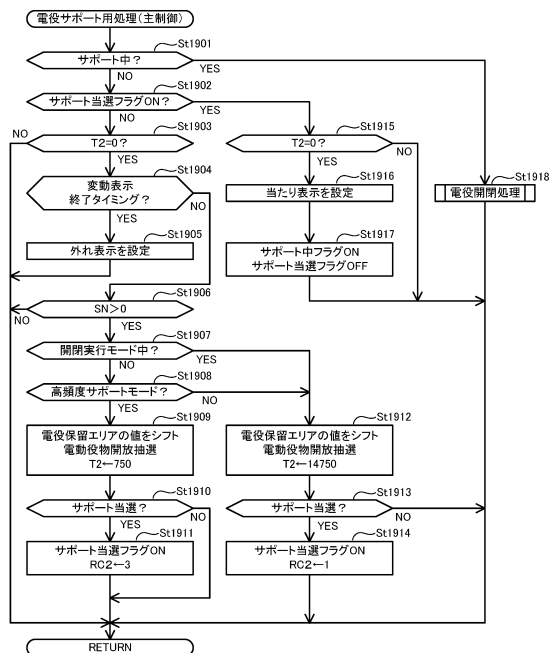 電役サポート用処理(主制御)
St1901
サポート中？
NO
YES
St1902
サポート当選フラグON？
NO
YES
St1903
NO
T2=0？
YES
St1915
T2=0？
YES
NO
St1904
変動表示
終了タイミング？
YES
NO
St1916
当たり表示を設定
St1918
電役開閉処理
St1905
外れ表示を設定
St1917
サポート中フラグON
サポート当選フラグOFF
St1906
SN＞0
NO
YES
St1907
開閉実行モード中？
NO
YES
St1908
高頻度サポートモード？
YES
NO
St1909
電役保留エリアの値をシフト
電動役物開放抽選
T2←750
St1912
電役保留エリアの値をシフト
電動役物開放抽選
T2←14750
St1910
サポート当選？
YES
NO
St1913
サポート当選？
YES
NO
St1911
サポート当選フラグON
RC2←3
St1914
サポート当選フラグON
RC2←1
RETURN